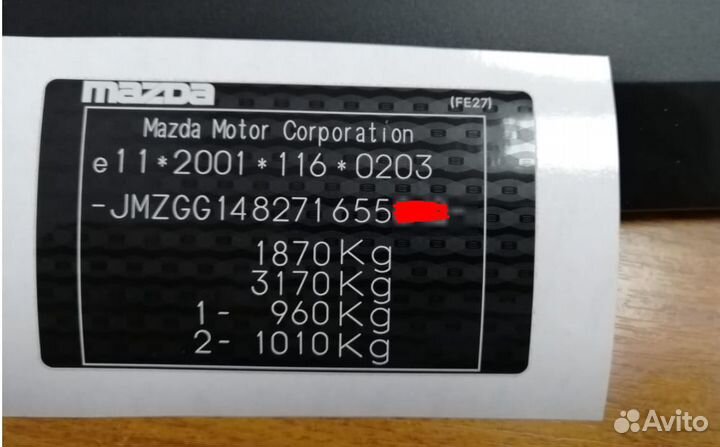 mazda
(FE27)
Mazda Motor Corporation
e11*2001*116*0203
-JMZGG148271655
1870Kg
3170Kg
1- 960Kg
2- 1010Kg
Avito